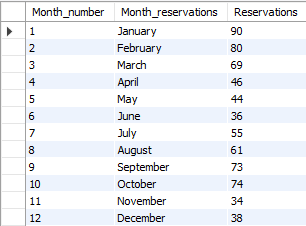 Month_number Month_reservations Reservations
1 January 90
2 February 80
3 March 69
4 April 46
5 May 44
6 June 36
7 July 55
8 August 61
9 September 73
10 October 74
11 November 34
12 December 38